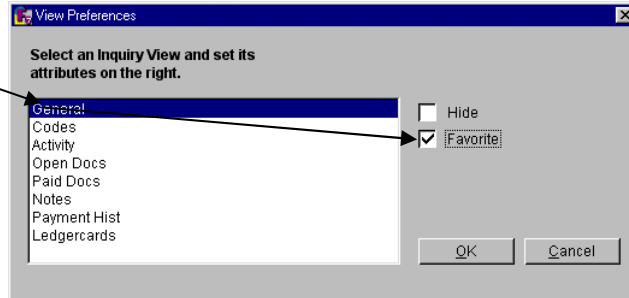 View Preferences
Select an Inquiry View and set its
attributes on the right.
General
Codes
Activity
Open Docs
Paid Docs
Notes
Payment Hist
Ledgercards
Hide
Favorite
OK
Cancel